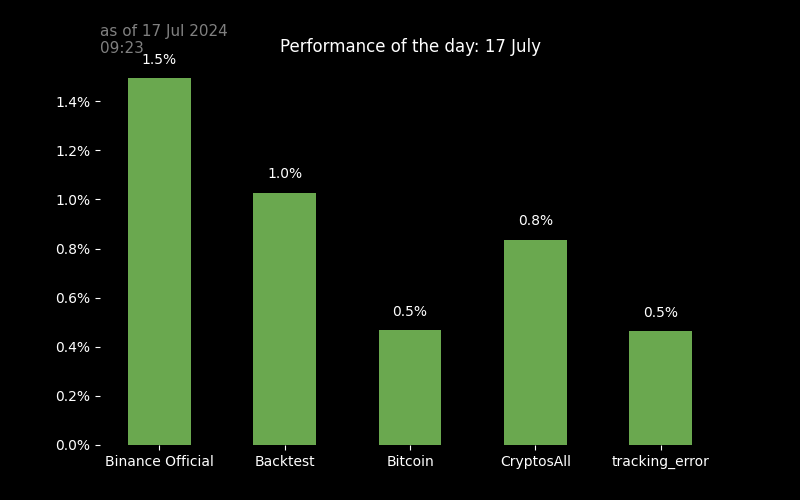 as of 17 Jul 2024
09:23
Performance of the day: 17 July
1.5%
1.0%
0.5%
0.8%
0.5%
1.4%
1.2%
1.0%
0.8%
0.6%
0.4%
0.2%
0.0%
Binance Official
Backtest
Bitcoin
CryptosAll
tracking_error